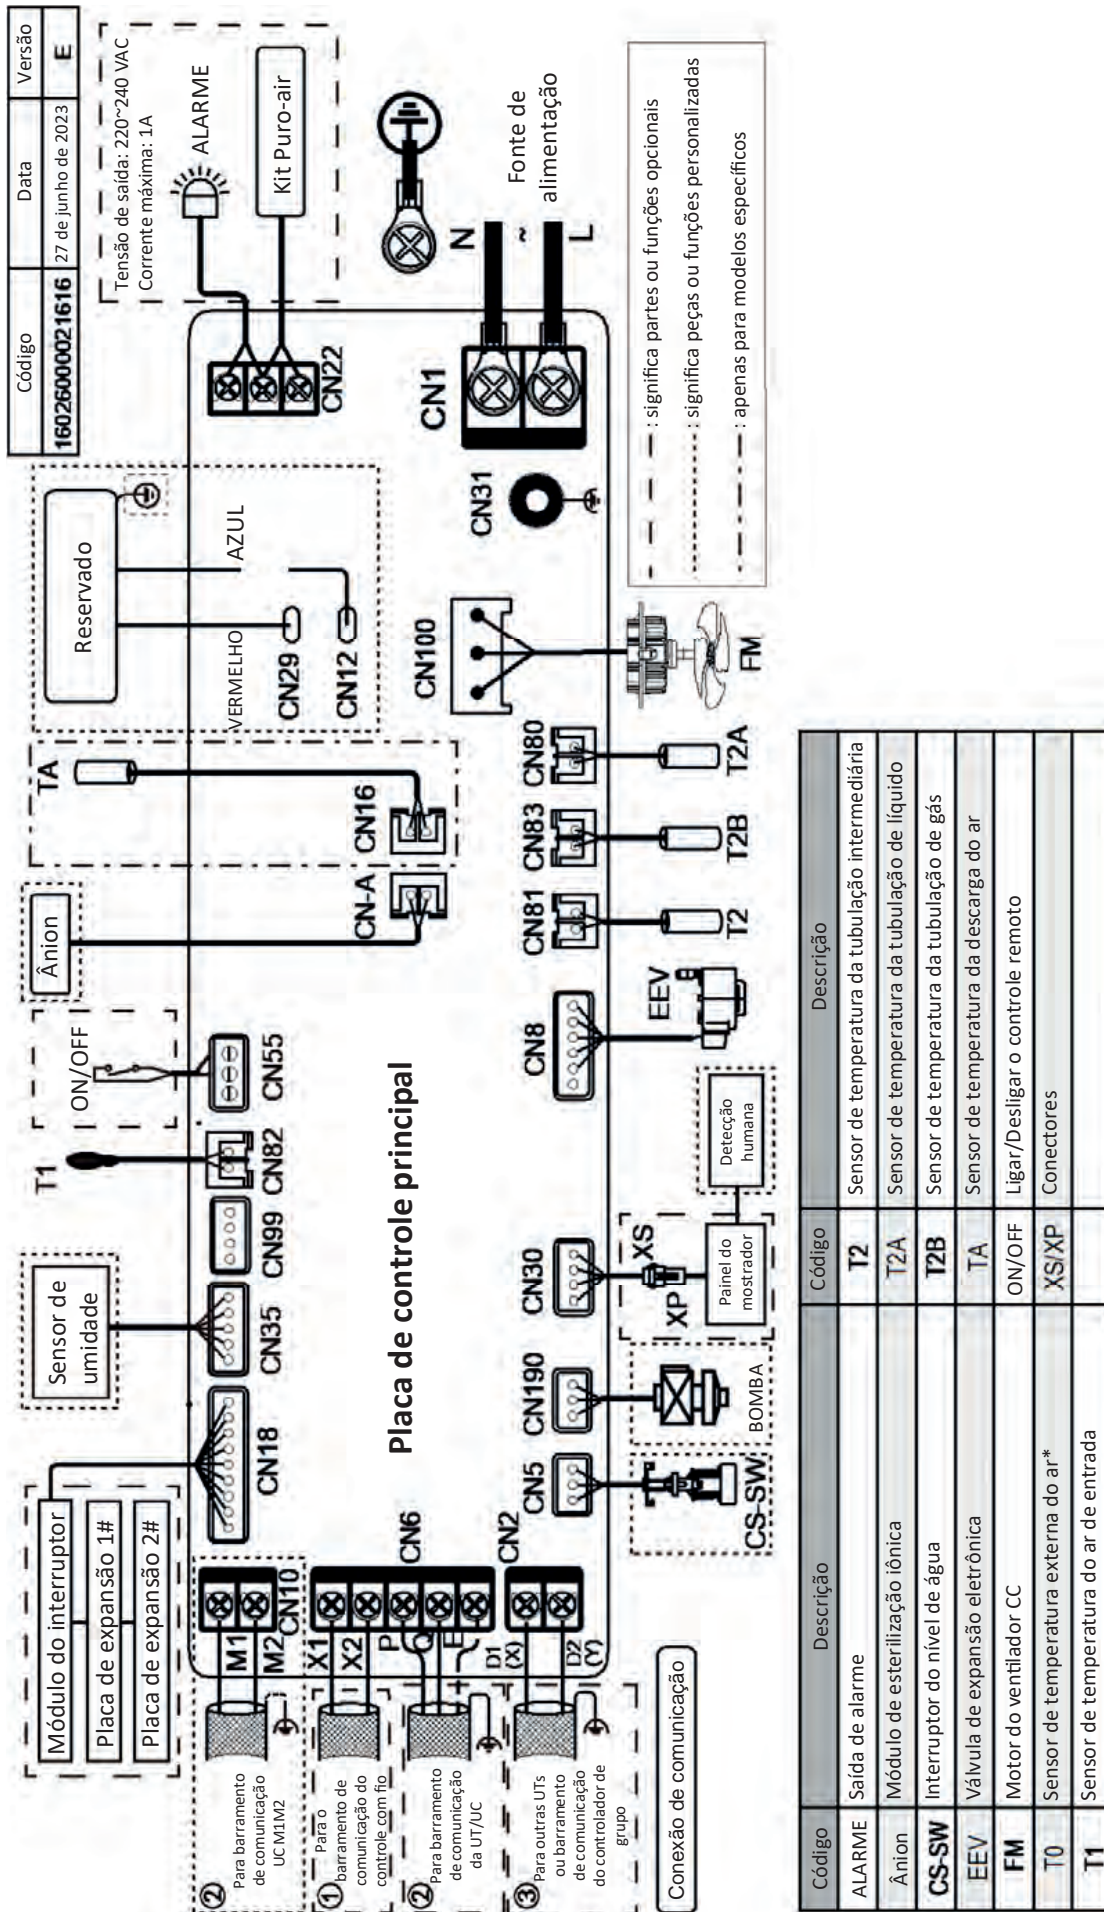 Código Data Versão
16026000021616 27 de junho de 2023 E
Módulo do interruptor
Placa de expansão 1#
Placa de expansão 2#
Sensor de
umidade
T1
ON/OFF
Ânion
TA
Reservado
VERMELHO
AZUL
Tensão de saída: 220~240 VAC
Corrente máxima: 1A
ALARME
Kit Puro-air
CN18
CN35
CN99
CN82
CN55
CN-A
CN16
CN29
CN12
CN22
② Para barramento
de comunicação
UC M1M2
M1
M2
CN10
① Para o
barramento de
comunicação do
controle com fio
X1
X2
② Para barramento
de comunicação
da UT/UC
P
Q
E
CN6
③ Para outras UTs
ou barramento
de comunicação
do controlador de
grupo
D1
(X)
D2
(Y)
CN2
Conexão de comunicação
Placa de controle principal
CN100
CN31
CN1
N
~
L
Fonte de
alimentação
CN5
CN190
CN30
CN8
CN81
CN83
CN80
CS-SW
BOMBA
XP
XS
Painel do
mostrador
Detecção
humana
EEV
T2
T2B
T2A
FM
: significa partes ou funções opcionais
: significa peças ou funções personalizadas
: apenas para modelos específicos
Código Descrição Código Descrição
ALARME Saída de alarme T2 Sensor de temperatura da tubulação intermediária
Ânion Módulo de esterilização iônica T2A Sensor de temperatura da tubulação de líquido
CS-SW Interruptor do nível de água T2B Sensor de temperatura da tubulação de gás
EEV Válvula de expansão eletrônica TA Sensor de temperatura da descarga do ar
FM Motor do ventilador CC ON/OFF Ligar/Desligar o controle remoto
T0 Sensor de temperatura externa do ar* XS/XP Conectores
T1 Sensor de temperatura do ar de entrada